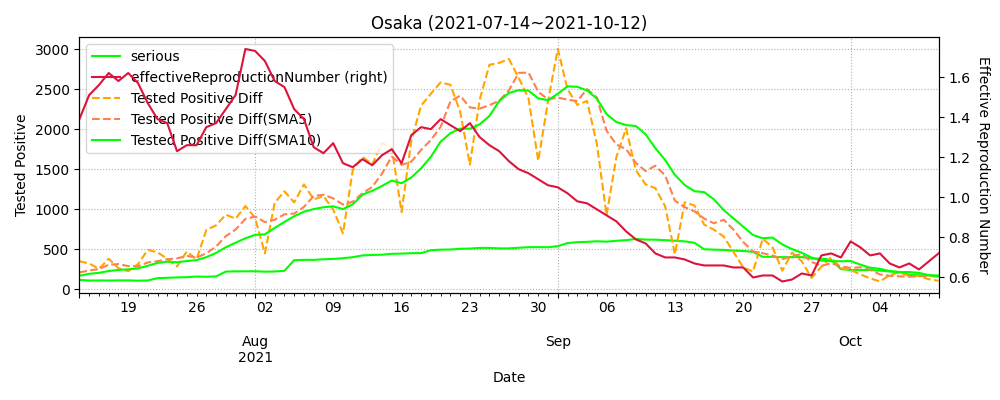 Osaka (2021-07-14~2021-10-12)
Tested Positive
3000
2500
2000
1500
1000
500
0
serious
effectiveReproductionNumber (right)
Tested Positive Diff
Tested Positive Diff(SMA5)
Tested Positive Diff(SMA10)
1.6
1.4
1.2
1.0
0.8
0.6
Effective Reproduction Number
19 26 02 09 16 23 30 06 13 20 27 04
Aug Sep Oct
2021
Date